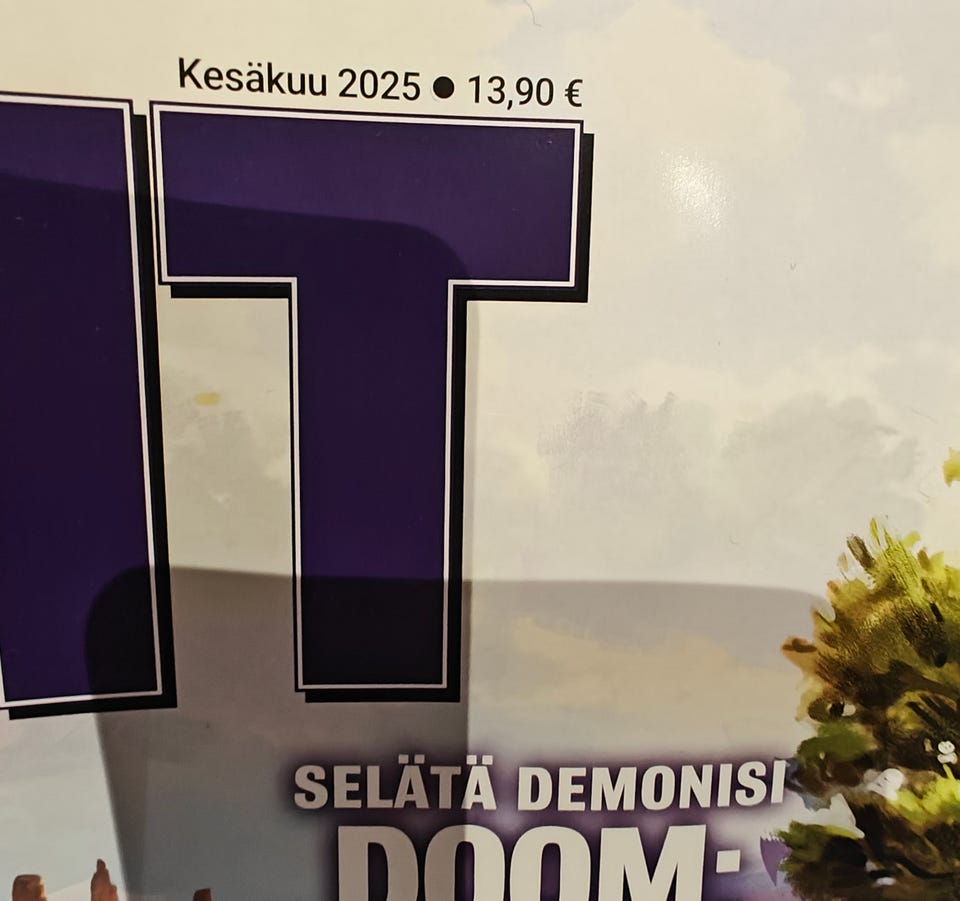 Kesäkuu 2025 ● 13,90 €
IT
SELÄTÄ DEMONISI
DOOM: